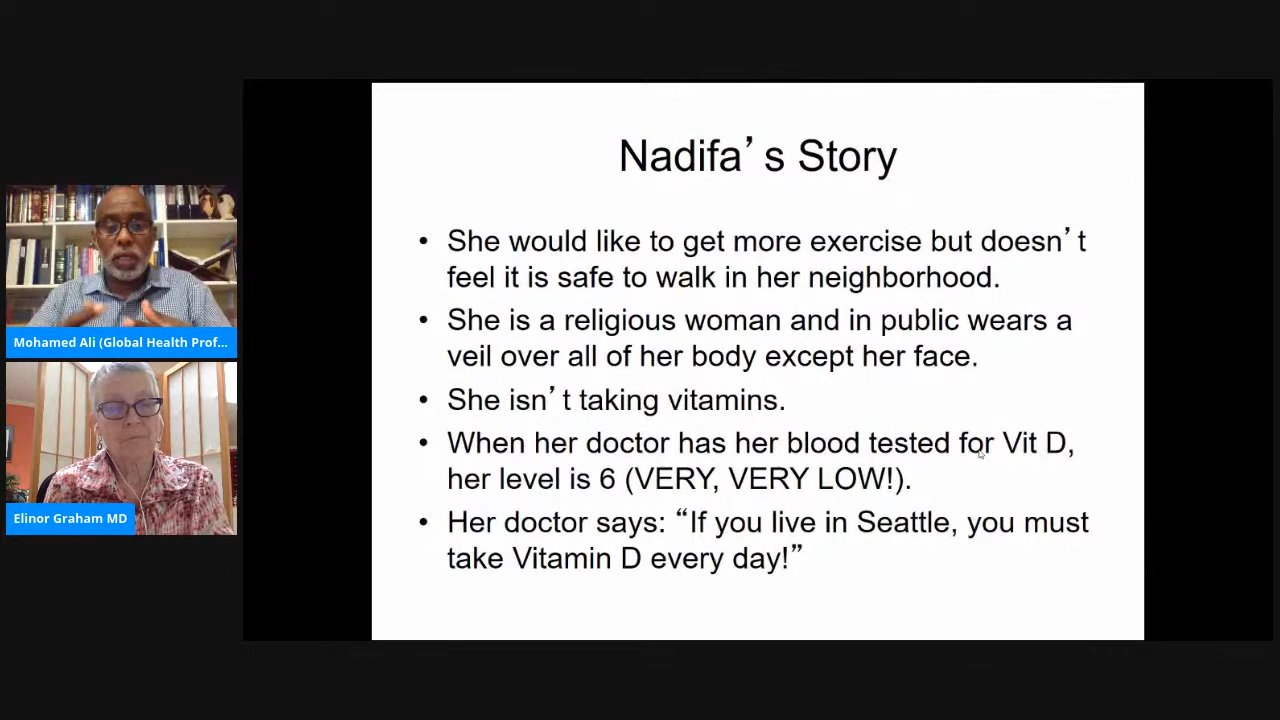 Nadifa’s Story
• She would like to get more exercise but doesn’t
feel it is safe to walk in her neighborhood.
• She is a religious woman and in public wears a
veil over all of her body except her face.
• She isn’t taking vitamins.
• When her doctor has her blood tested for Vit D,
her level is 6 (VERY, VERY LOW!).
• Her doctor says: “If you live in Seattle, you must
take Vitamin D every day!”
Mohamed Ali (Global Health Prof...
Elinor Graham MD